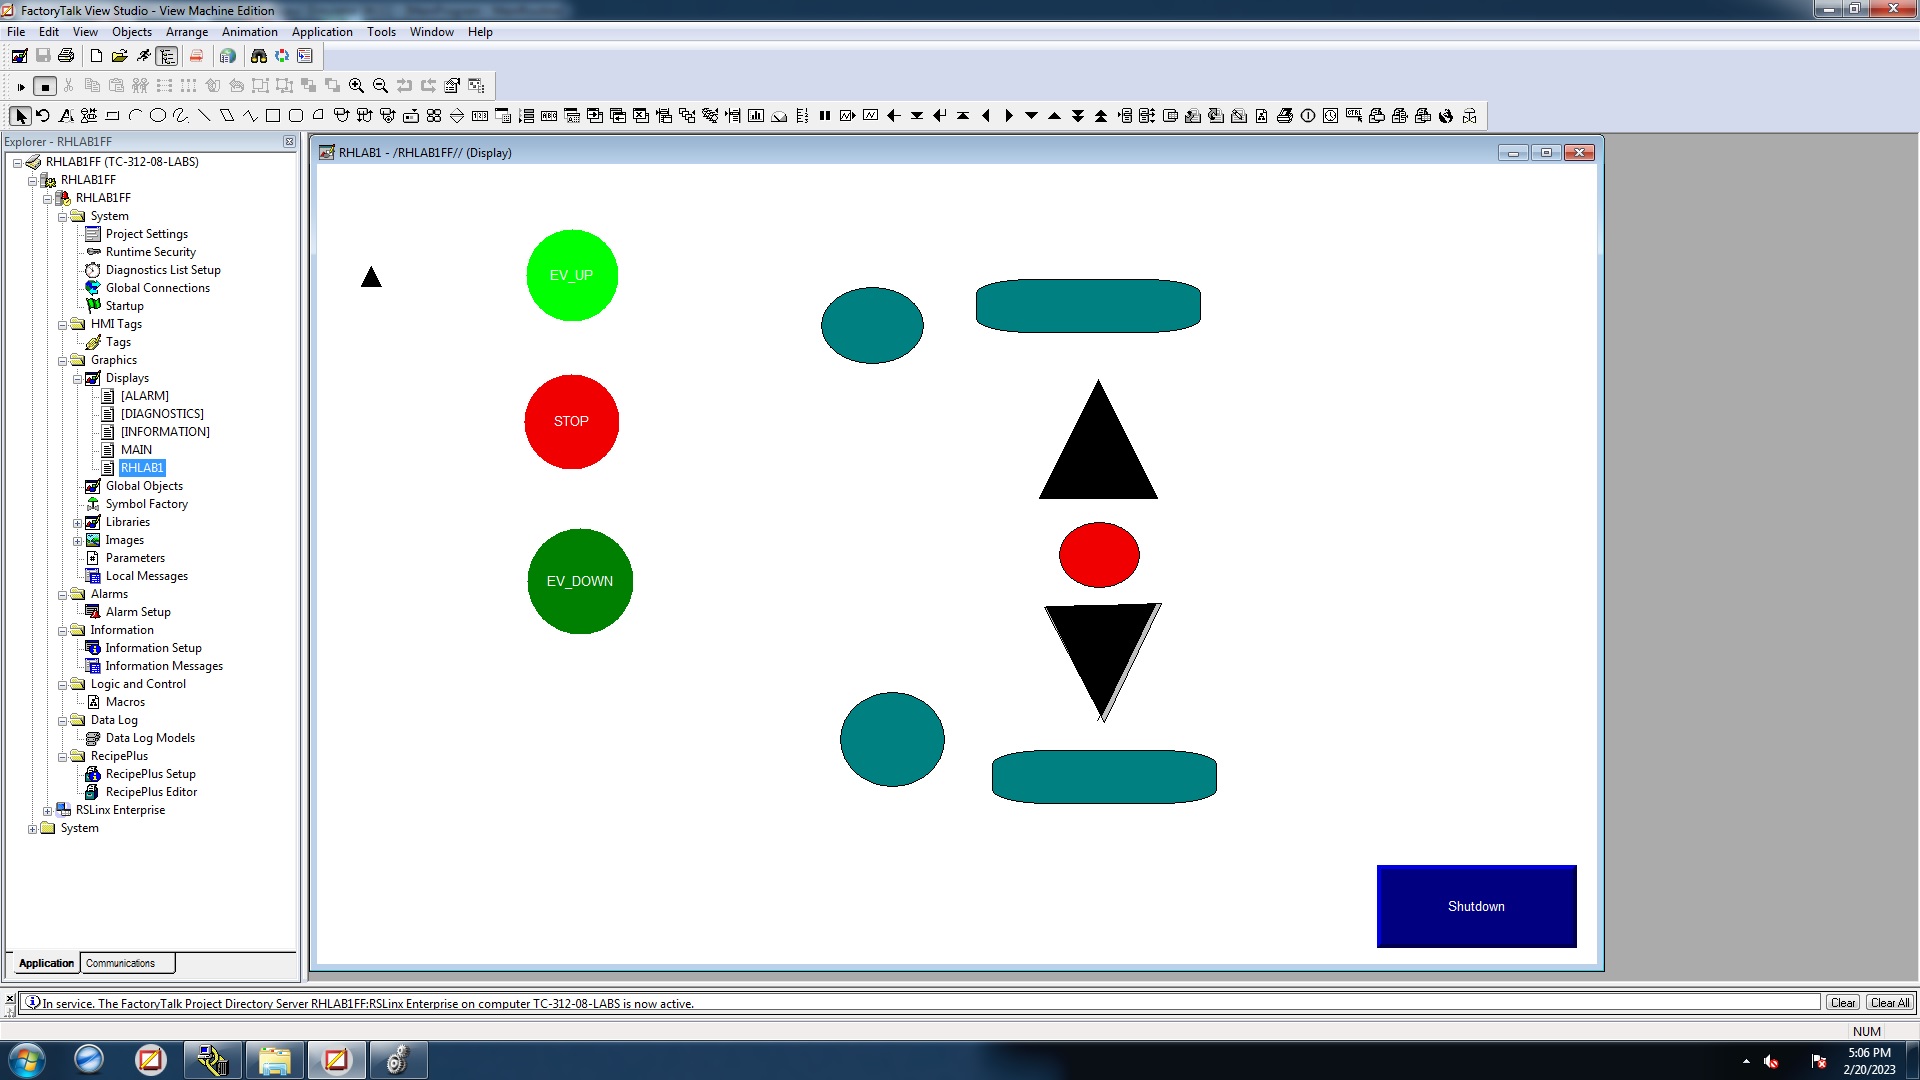 FactoryTalk View Studio - View Machine Edition
File Edit View Objects Arrange Animation Application Tools Window Help
Explorer - RHLAB1FF
RHLAB1FF (TC-312-08-LABS)
RHLAB1FF
RHLAB1FF
System
Project Settings
Runtime Security
Diagnostics List Setup
Global Connections
Startup
HMI Tags
Tags
Graphics
Displays
[ALARM]
[DIAGNOSTICS]
[INFORMATION]
MAIN
RHLAB1
Global Objects
Symbol Factory
Libraries
Images
Parameters
Local Messages
Alarms
Alarm Setup
Information
Information Setup
Information Messages
Logic and Control
Macros
Data Log
Data Log Models
RecipePlus
RecipePlus Setup
RecipePlus Editor
RSLinx Enterprise
System
Application Communications
RHLAB1 - /RHLAB1FF// (Display)
EV_UP
STOP
EV_DOWN
Shutdown
In service. The FactoryTalk Project Directory Server RHLAB1FF:RSLinx Enterprise on computer TC-312-08-LABS is now active.
Clear Clear All
NUM
5:06 PM
2/20/2023